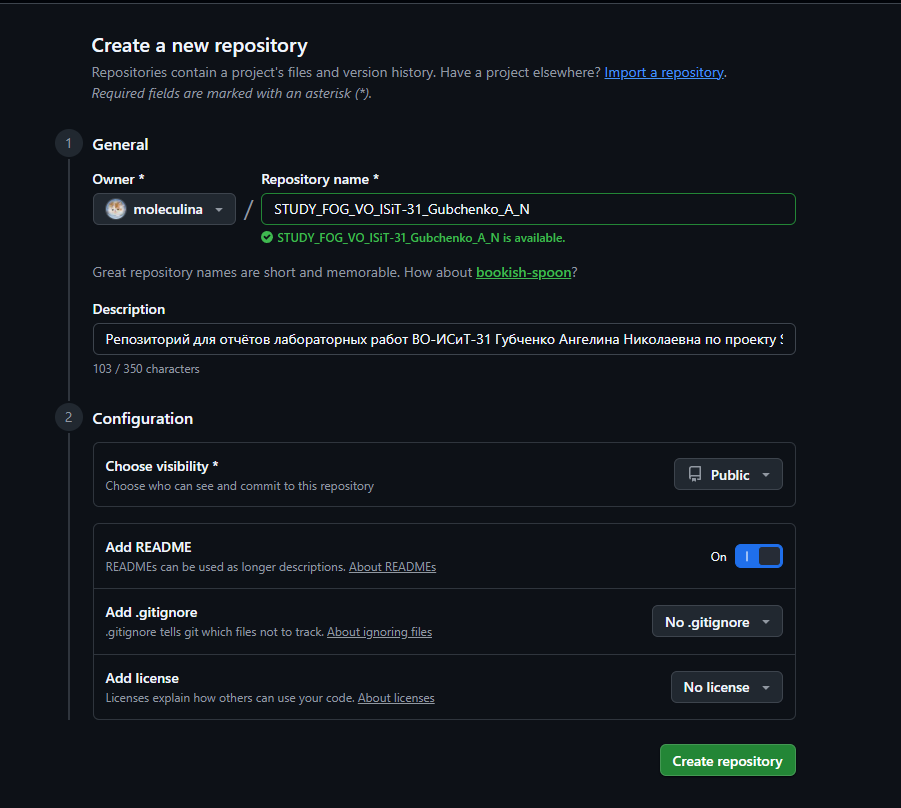 Create a new repository
Repositories contain a project's files and version history. Have a project elsewhere? Import a repository.
Required fields are marked with an asterisk (*).
1 General
Owner * Repository name *
moleculina / STUDY_FOG_VO_ISiT-31_Gubchenko_A_N
STUDY_FOG_VO_ISiT-31_Gubchenko_A_N is available.
Great repository names are short and memorable. How about bookish-spoon?
Description
Репозиторий для отчётов лабораторных работ ВО-ИСиТ-31 Губченко Ангелина Николаевна по проекту
103 / 350 characters
2 Configuration
Choose visibility *
Choose who can see and commit to this repository
Public
Add README
READMEs can be used as longer descriptions. About READMEs
On
Add .gitignore
.gitignore tells git which files not to track. About ignoring files
No .gitignore
Add license
Licenses explain how others can use your code. About licenses
No license
Create repository